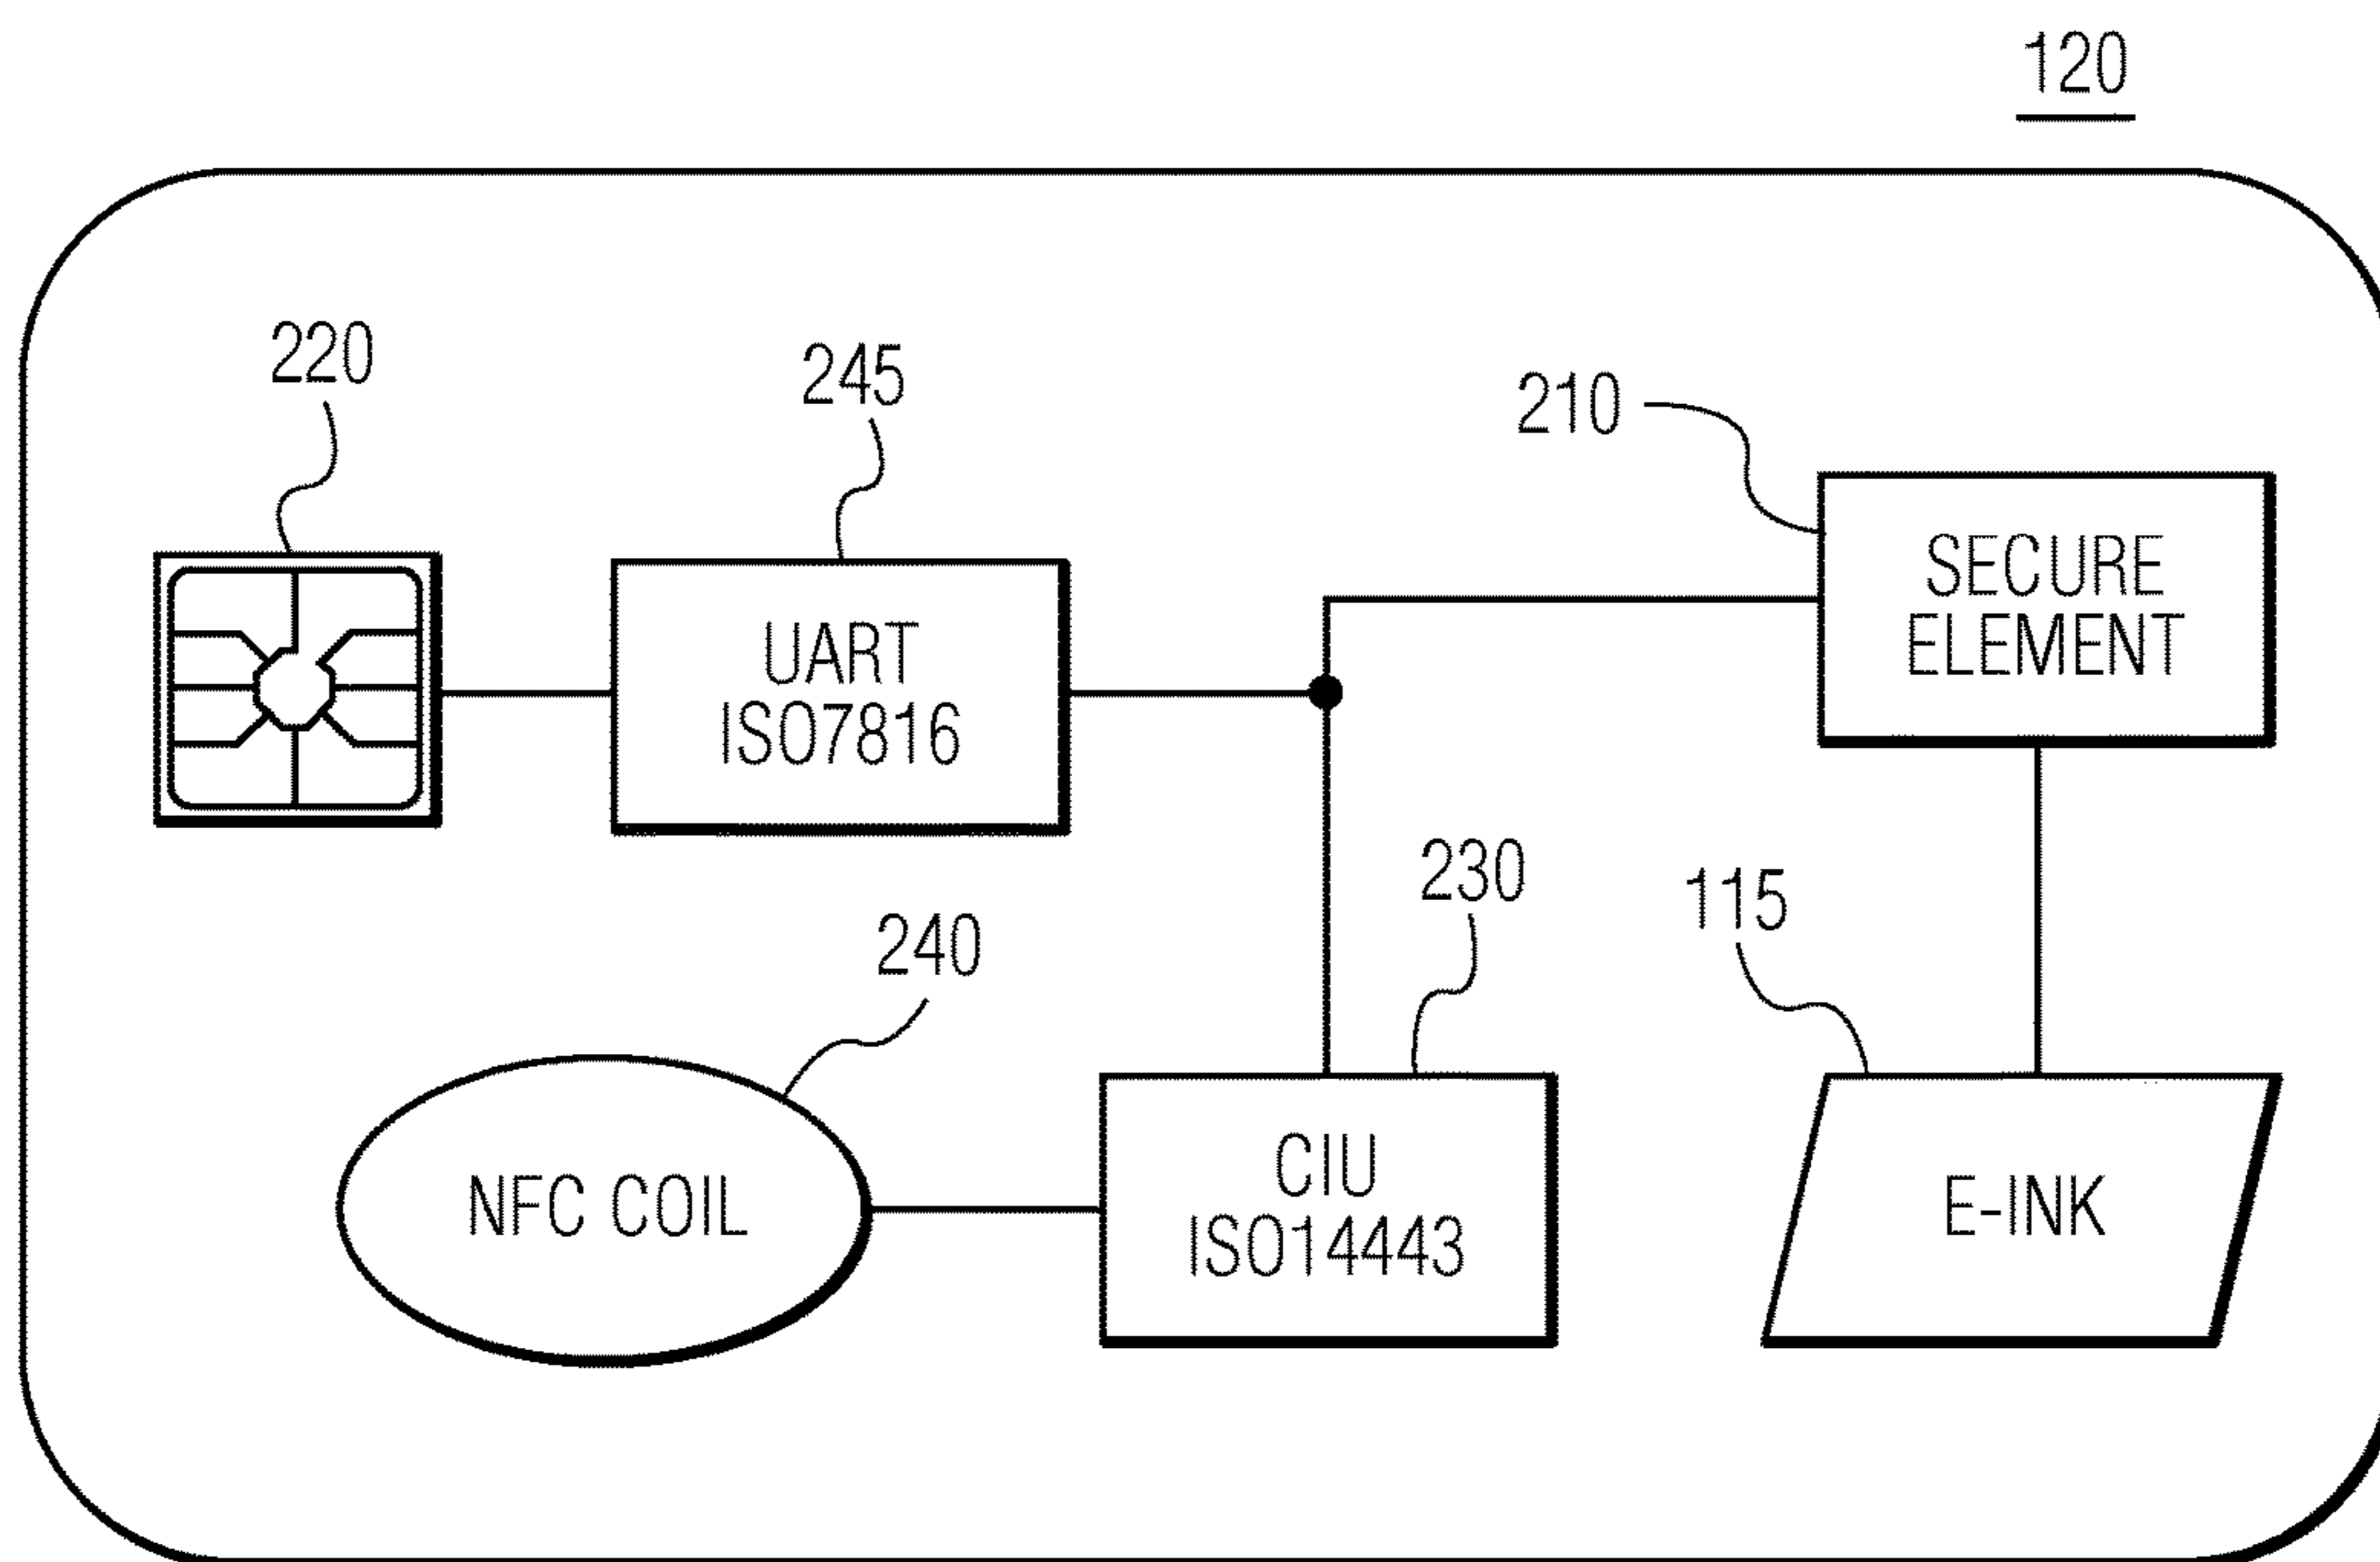 120
220
245
210
SECURE
ELEMENT
UART
ISO7816
230
115
240
NFC COIL
CIU
ISO14443
E-INK